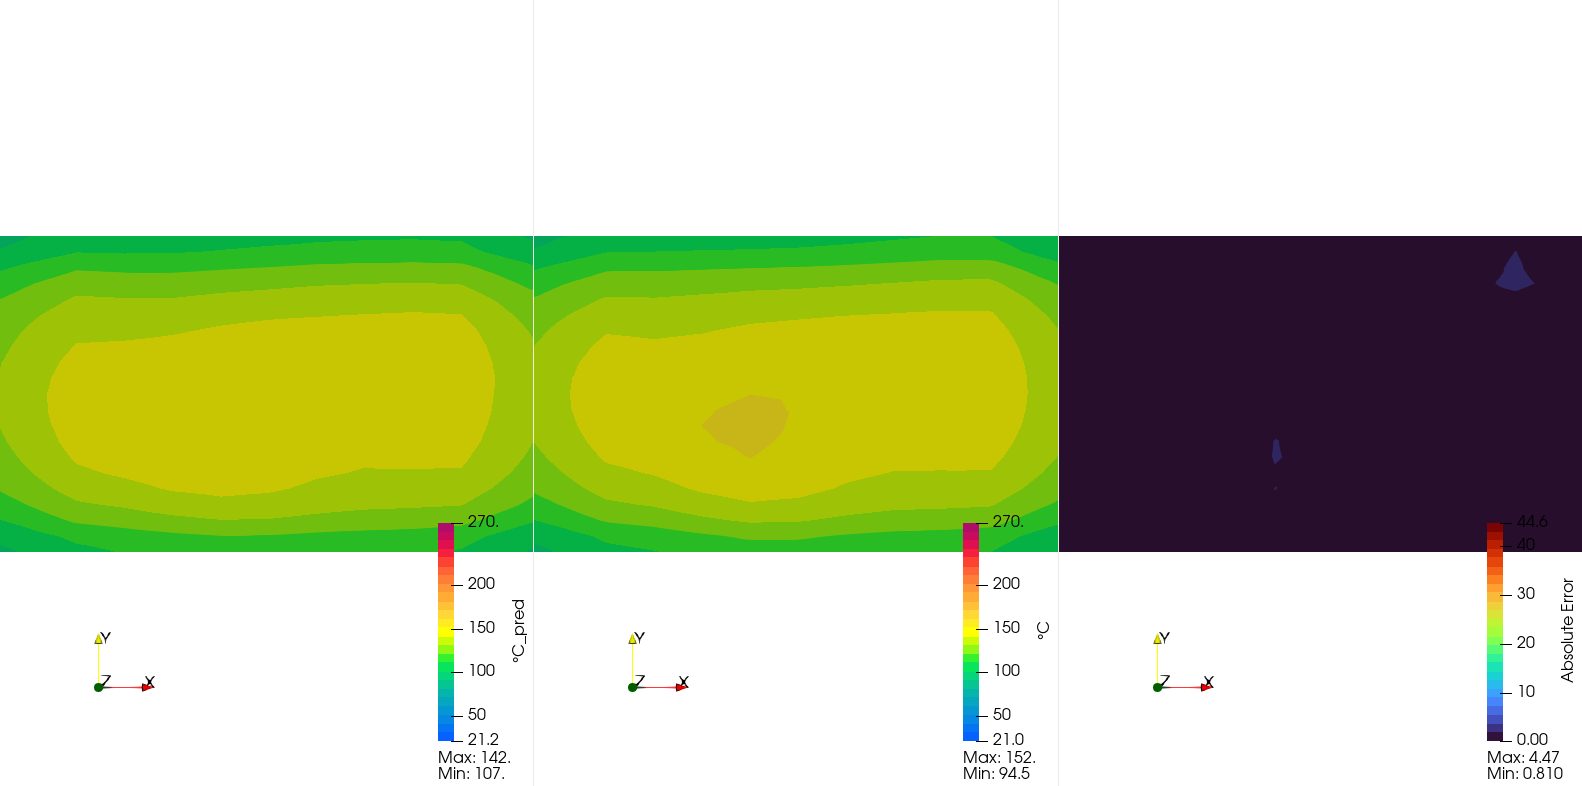 270.
200
150
100
50
21.2
°C_pred
Max: 142.
Min: 107.
Y
Z
X
270.
200
150
100
50
21.0
°C
Max: 152.
Min: 94.5
Y
Z
X
44.6
40
30
20
10
0.00
Absolute Error
Max: 4.47
Min: 0.810
Y
Z
X